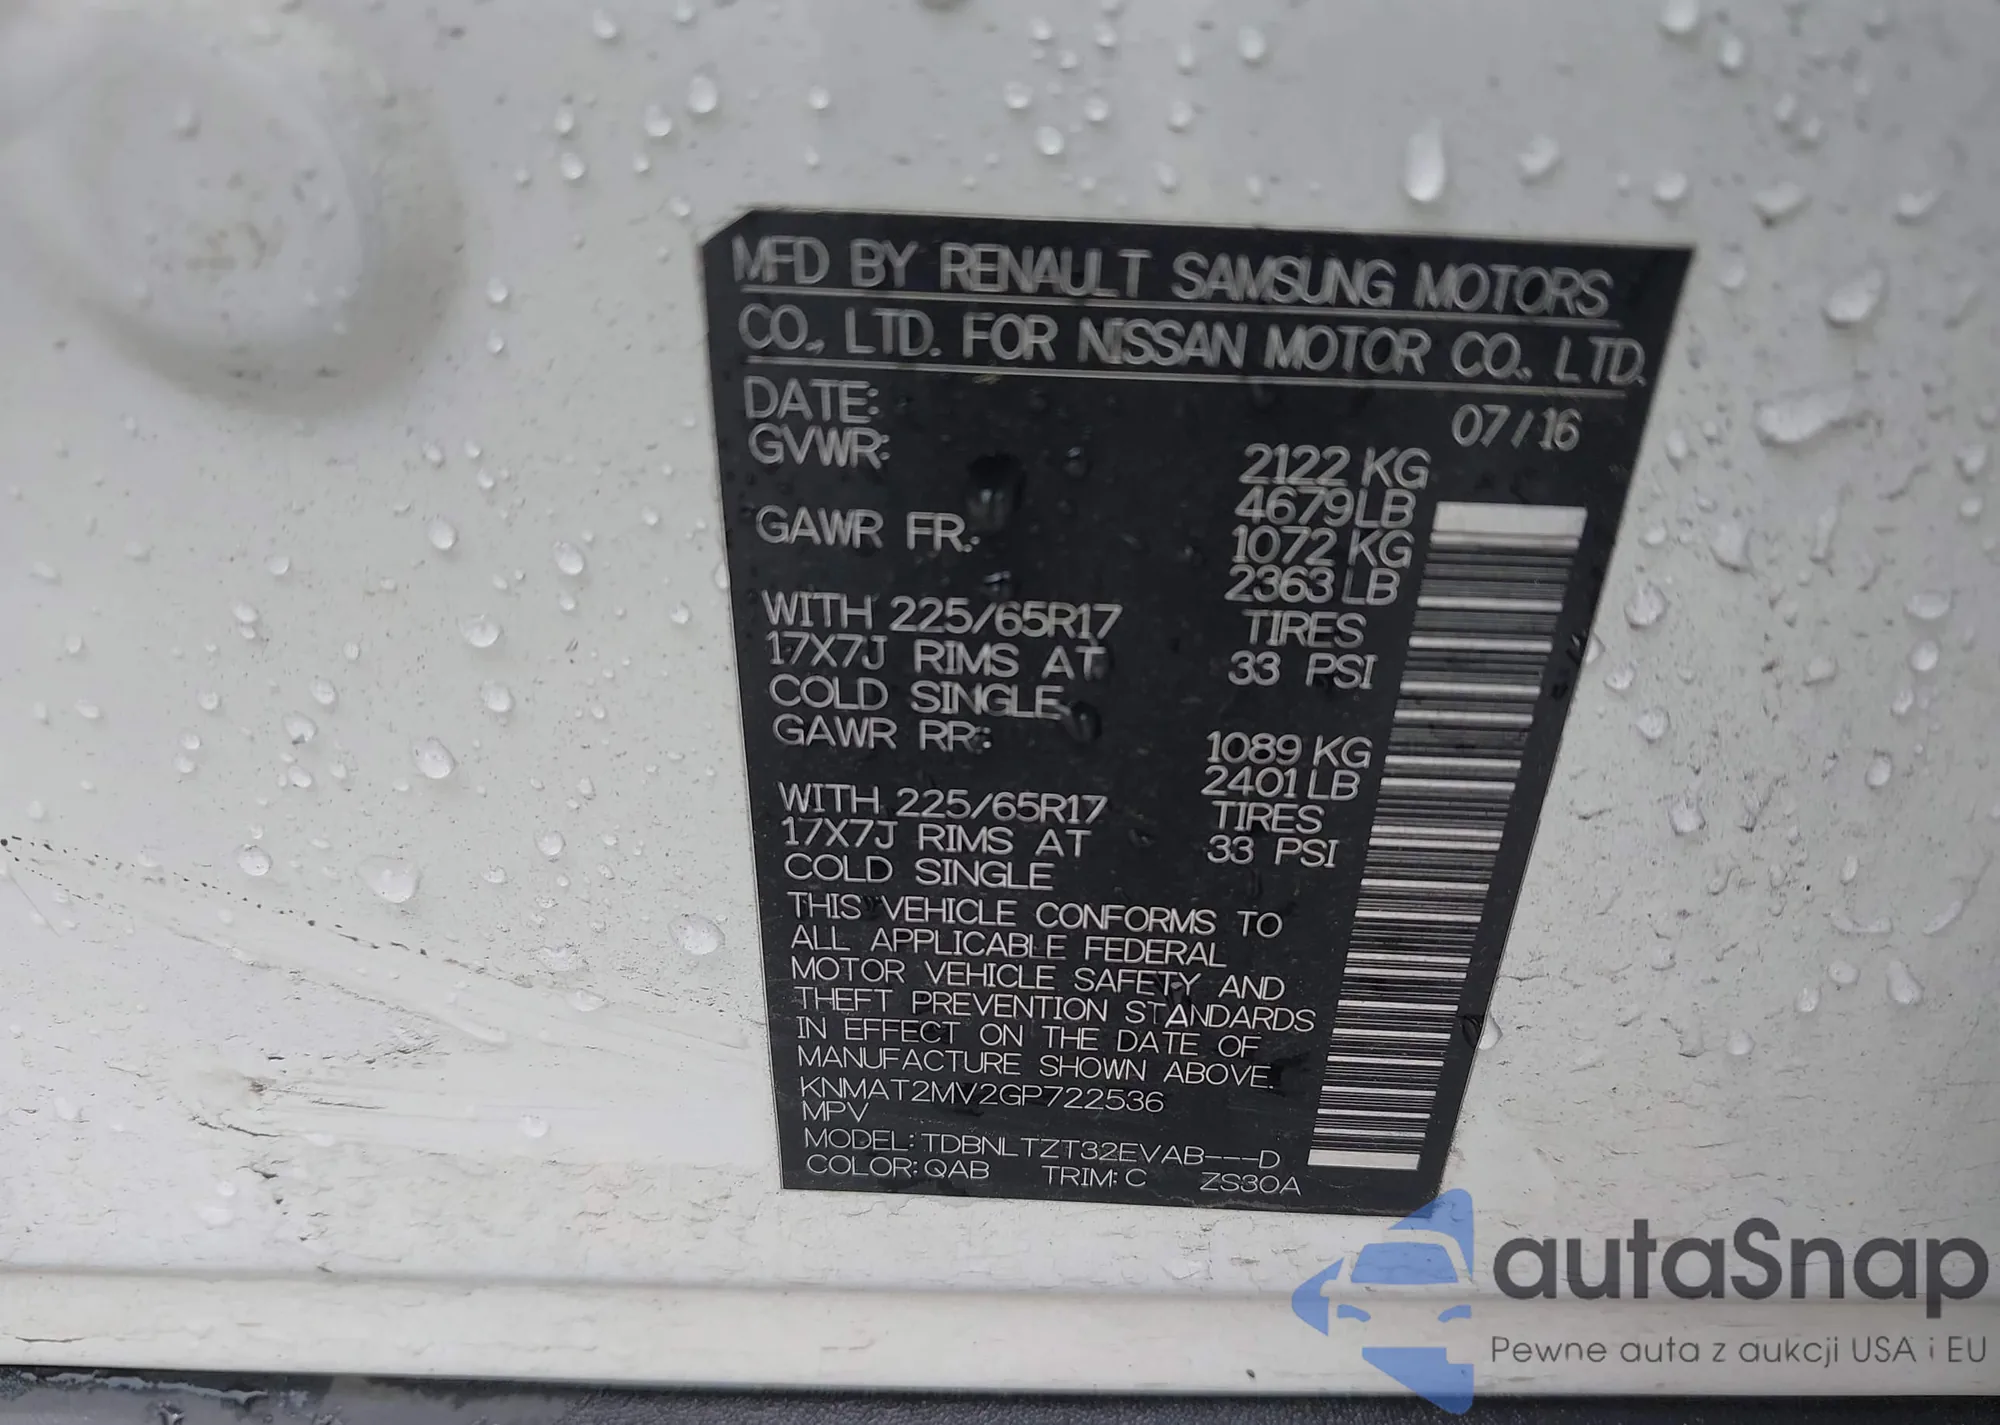 MFD BY RENAULT SAMSUNG MOTORS
CO., LTD. FOR NISSAN MOTOR CO., LTD.
DATE: 07/16
GVWR: 2122 KG
4679 LB
GAWR FR.: 1072 KG
2363 LB
WITH 225/65R17 TIRES
17X7J RIMS AT 33 PSI
COLD SINGLE
GAWR RR.: 1089 KG
2401 LB
WITH 225/65R17 TIRES
17X7J RIMS AT 33 PSI
COLD SINGLE
THIS VEHICLE CONFORMS TO
ALL APPLICABLE FEDERAL
MOTOR VEHICLE SAFETY AND
THEFT PREVENTION STANDARDS
IN EFFECT ON THE DATE OF
MANUFACTURE SHOWN ABOVE.
KNMAT2MV2GP722536
MPV
MODEL: TDBNLTZT32EVAB---D
COLOR: QAB TRIM: C ZS30A
autaSnap
Pewne auta z aukcji USA i EU